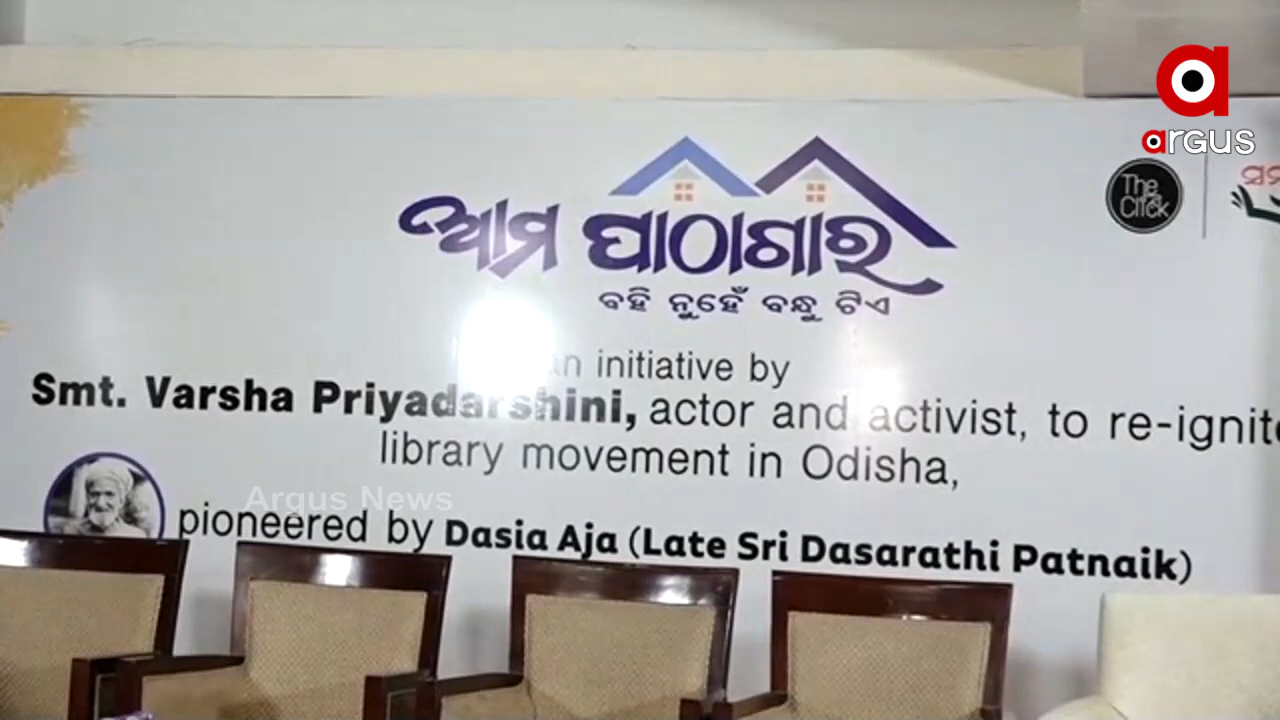 argus
The Click
ଆମ ପାଠାଗାର
ବହି ନୁହେଁ ବନ୍ଧୁ ଟିଏ
an initiative by
Smt. Varsha Priyadarshini, actor and activist, to re-ignite
library movement in Odisha,
Argus News
pioneered by Dasia Aja (Late Sri Dasarathi Patnaik)